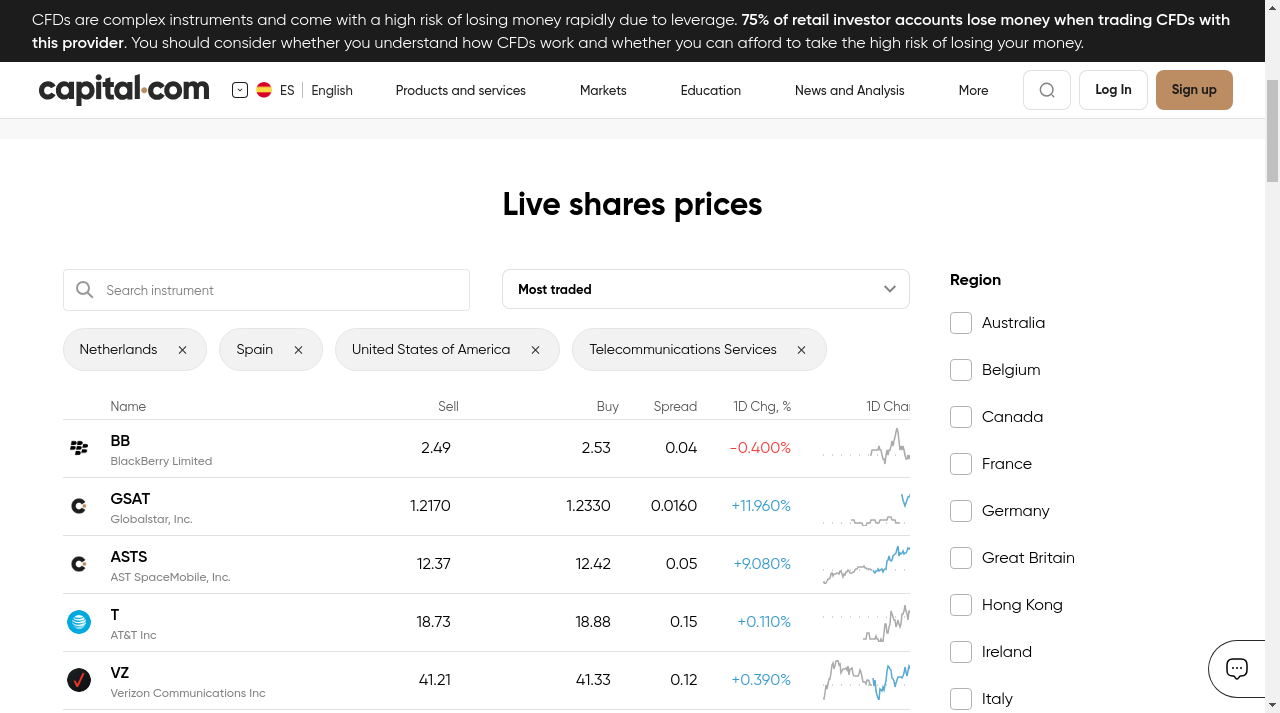 CFDs are complex instruments and come with a high risk of losing money rapidly due to leverage. 75% of retail investor accounts lose money when trading CFDs with
this provider. You should consider whether you understand how CFDs work and whether you can afford to take the high risk of losing your money.
capital.com
ES
English
Products and services
Markets
Education
News and Analysis
More
Log In
Sign up
Live shares prices
Search instrument
Most traded
Netherlands
Spain
United States of America
Telecommunications Services
Name Sell Buy Spread 1D Chg, % 1D Char
BB 2.49 2.53 0.04 -0.400%
BlackBerry Limited
GSAT 1.2170 1.2330 0.0160 +11.960%
Globalstar, Inc.
ASTS 12.37 12.42 0.05 +9.080%
AST SpaceMobile, Inc.
T 18.73 18.88 0.15 +0.110%
AT&T Inc
VZ 41.21 41.33 0.12 +0.390%
Verizon Communications Inc
Region
Australia
Belgium
Canada
France
Germany
Great Britain
Hong Kong
Ireland
Italy